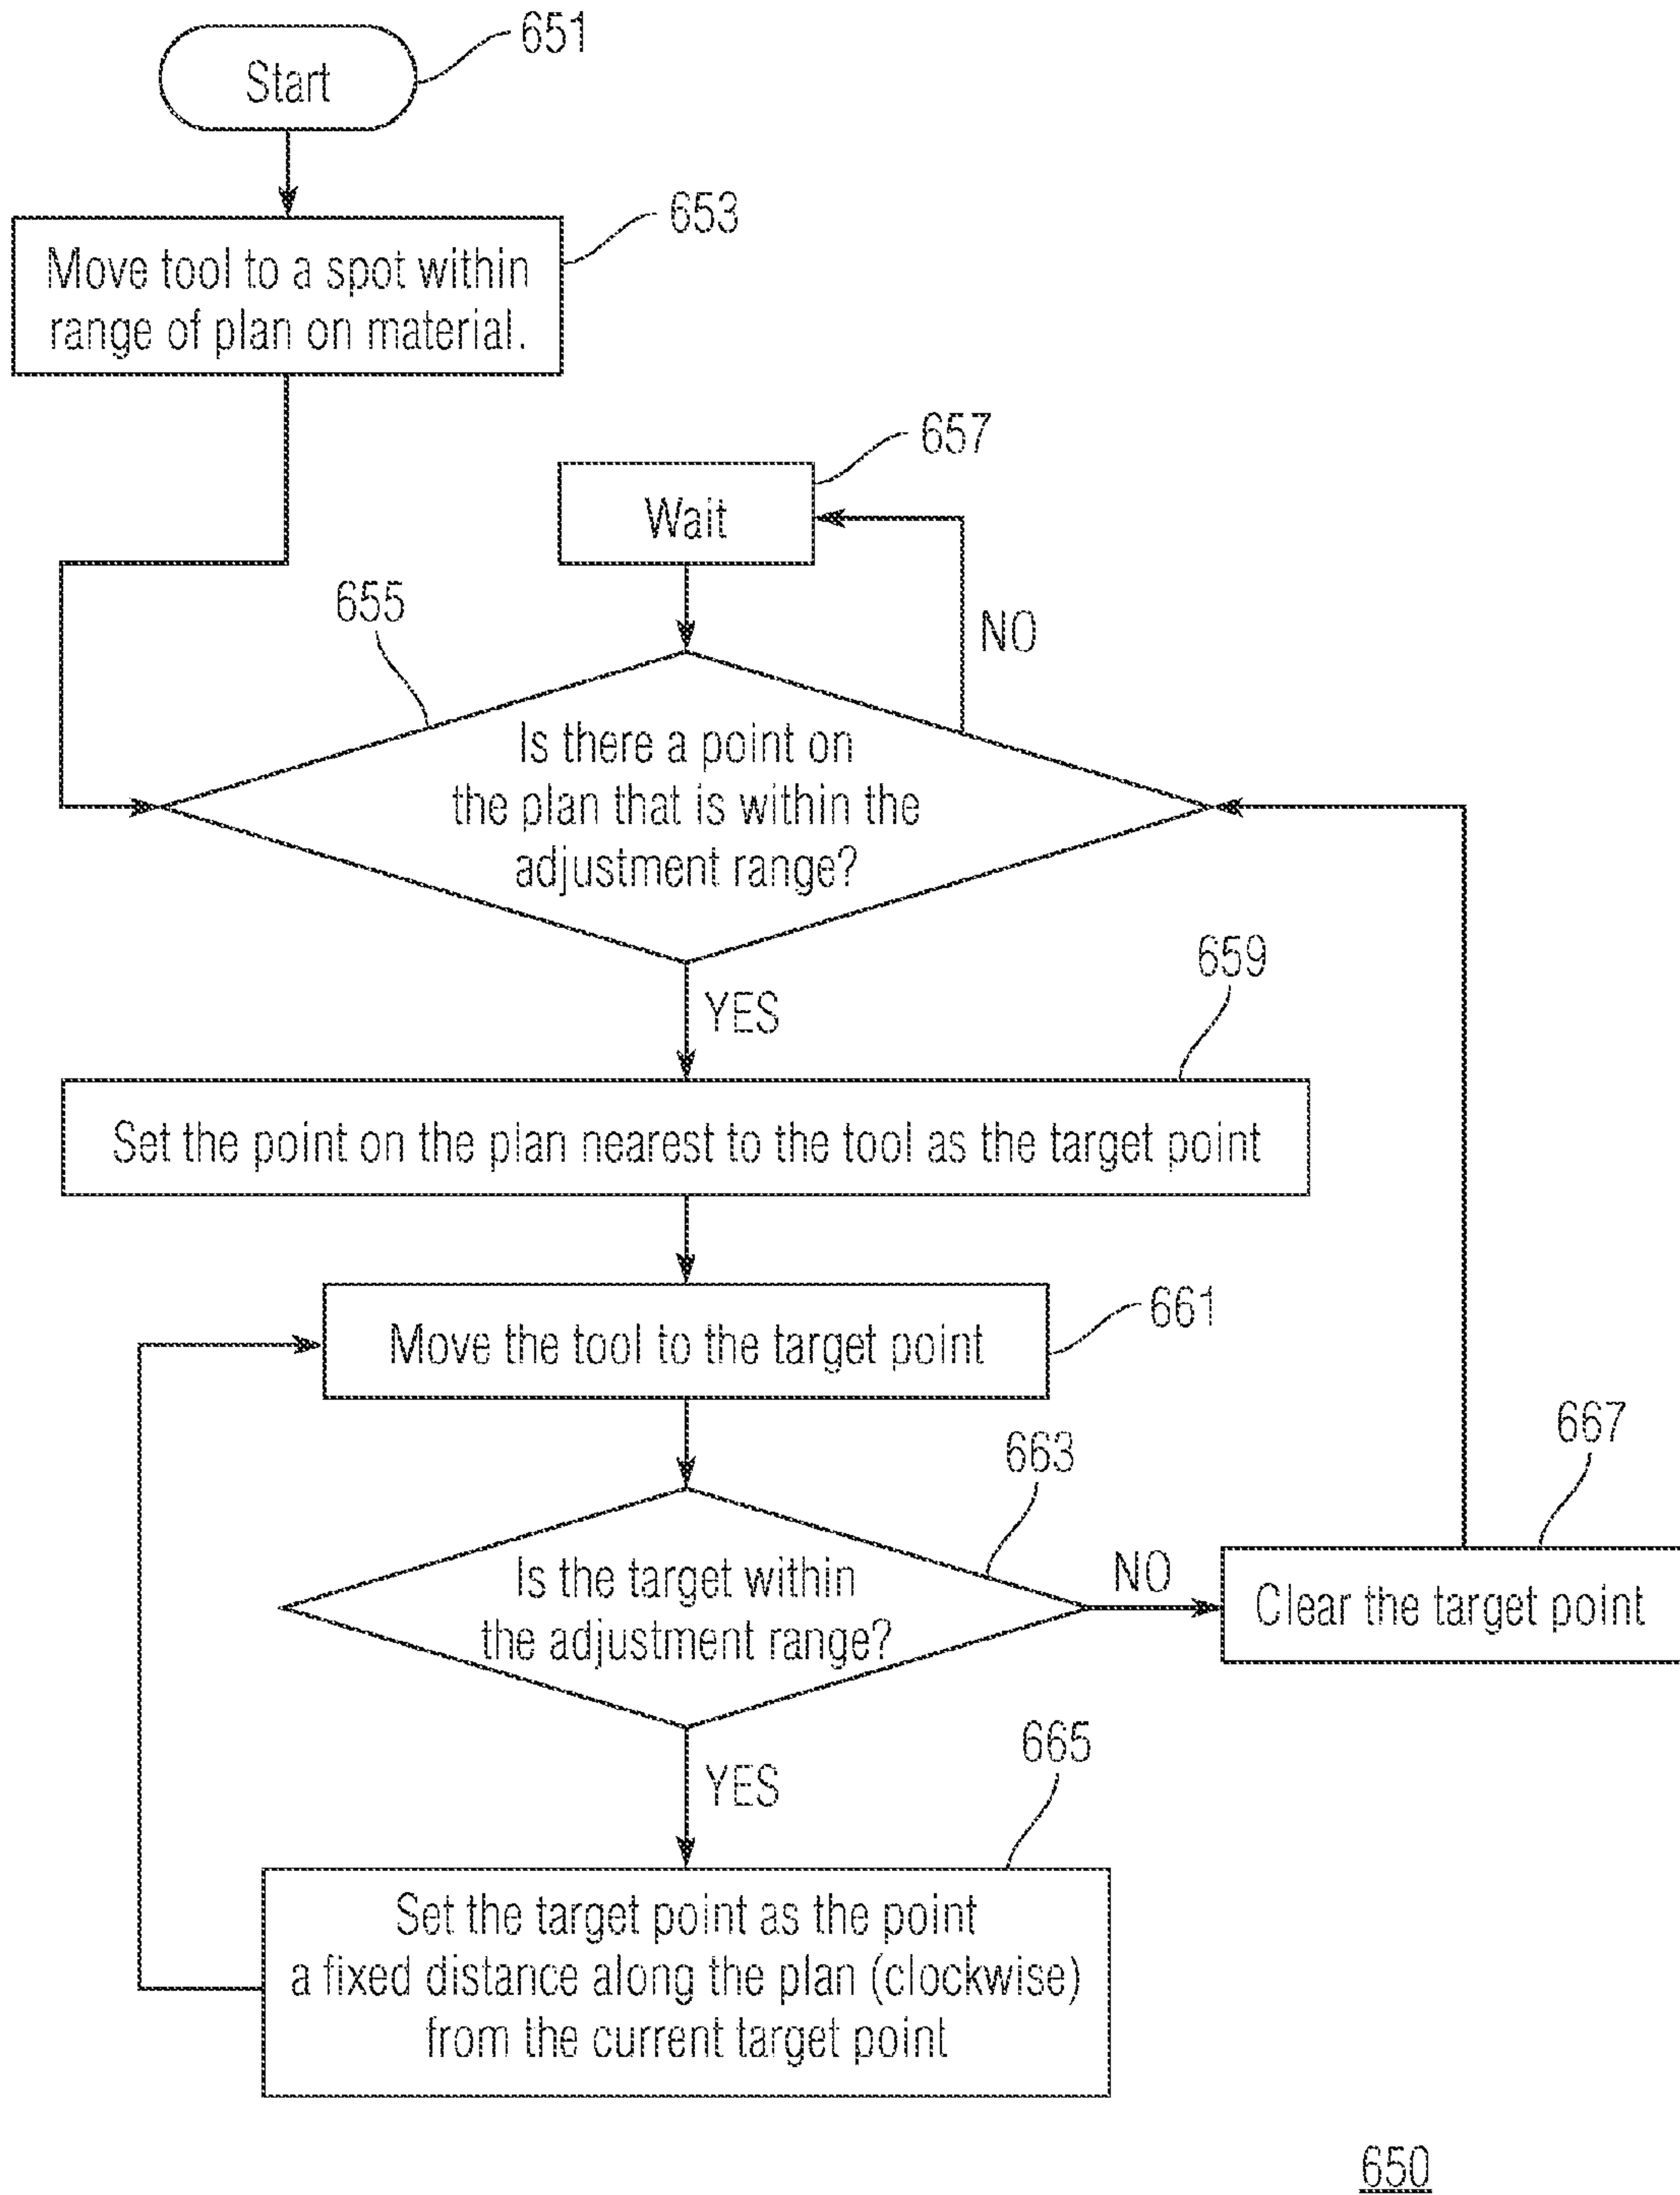 Start
651
653
Move tool to a spot within
range of plan on material.
657
Wait
655
NO
Is there a point on
the plan that is within the
adjustment range?
659
YES
Set the point on the plan nearest to the tool as the target point
661
Move the tool to the target point
667
663
NO
Is the target within
the adjustment range?
Clear the target point
665
YES
Set the target point as the point
a fixed distance along the plan (clockwise)
from the current target point
650